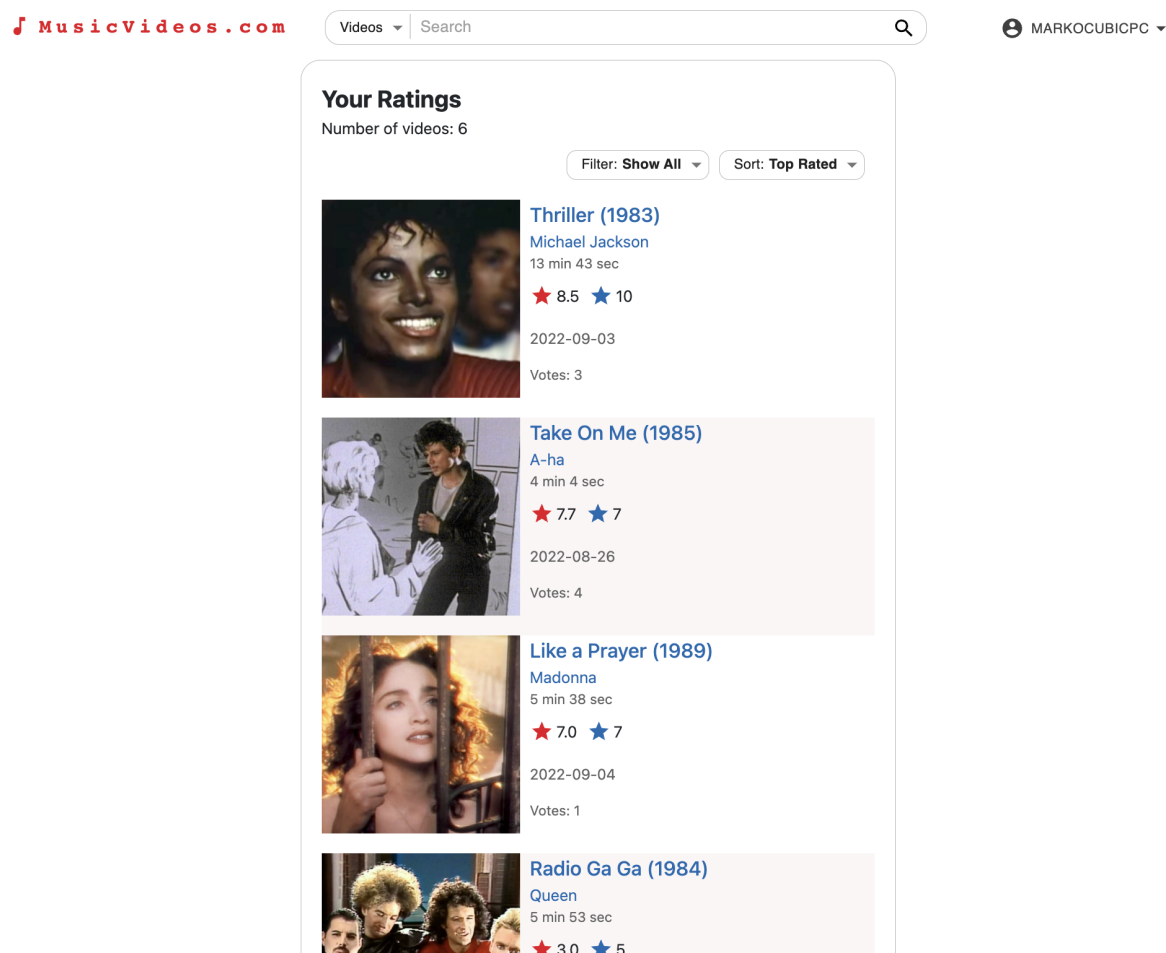 MusicVideos.com
Videos Search
MARKOCUBICPC
Your Ratings
Number of videos: 6
Filter: Show All
Sort: Top Rated
Thriller (1983)
Michael Jackson
13 min 43 sec
8.5 10
2022-09-03
Votes: 3
Take On Me (1985)
A-ha
4 min 4 sec
7.7 7
2022-08-26
Votes: 4
Like a Prayer (1989)
Madonna
5 min 38 sec
7.0 7
2022-09-04
Votes: 1
Radio Ga Ga (1984)
Queen
5 min 53 sec
3.0 5